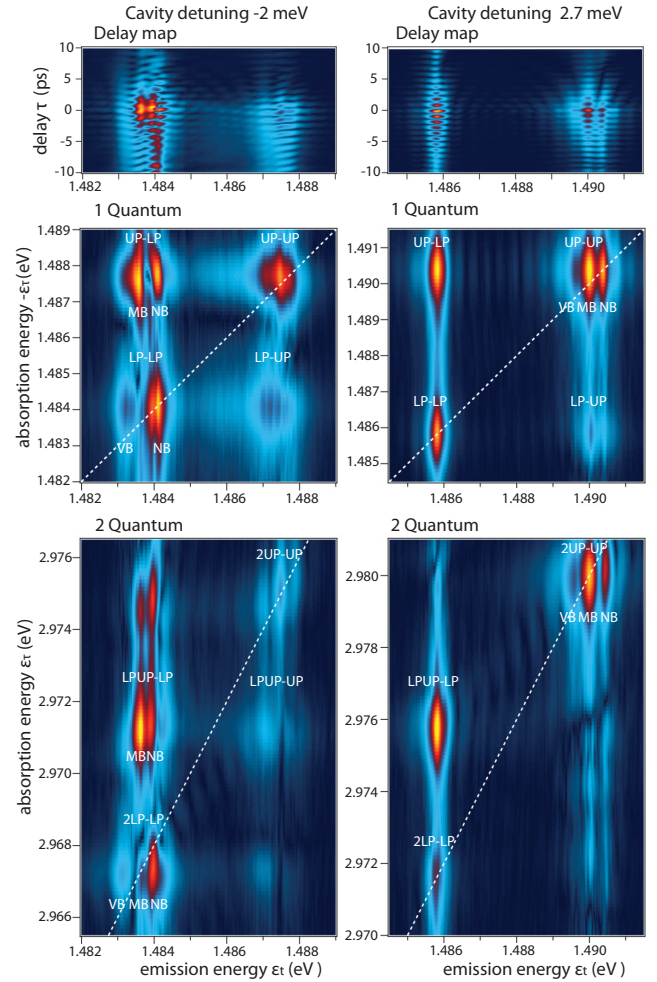 Cavity detuning -2 meV
Cavity detuning 2.7 meV
Delay map
Delay map
delay τ (ps)
10
5
0
-5
-10
1.482
1.484
1.486
1.488
10
5
0
-5
-10
1.486
1.488
1.490
1 Quantum
1 Quantum
absorption energy -ετ(eV)
1.489
1.488
1.487
1.486
1.485
1.484
1.483
1.482
UP-LP
UP-UP
MB
NB
LP-LP
LP-UP
VB
NB
1.482
1.484
1.486
1.488
1.491
1.490
1.489
1.488
1.487
1.486
1.485
UP-LP
UP-UP
VB MB NB
LP-LP
LP-UP
1.486
1.488
1.490
2 Quantum
2 Quantum
absorption energy ετ (eV)
2.976
2.974
2.972
2.970
2.968
2.966
2UP-UP
LPUP-LP
LPUP-UP
MB NB
2LP-LP
VB MB NB
1.482
1.484
1.486
1.488
emission energy εt (eV )
2.980
2.978
2.976
2.974
2.972
2.970
2UP-UP
VB MB NB
LPUP-LP
2LP-LP
1.486
1.488
1.490
emission energy εt (eV )